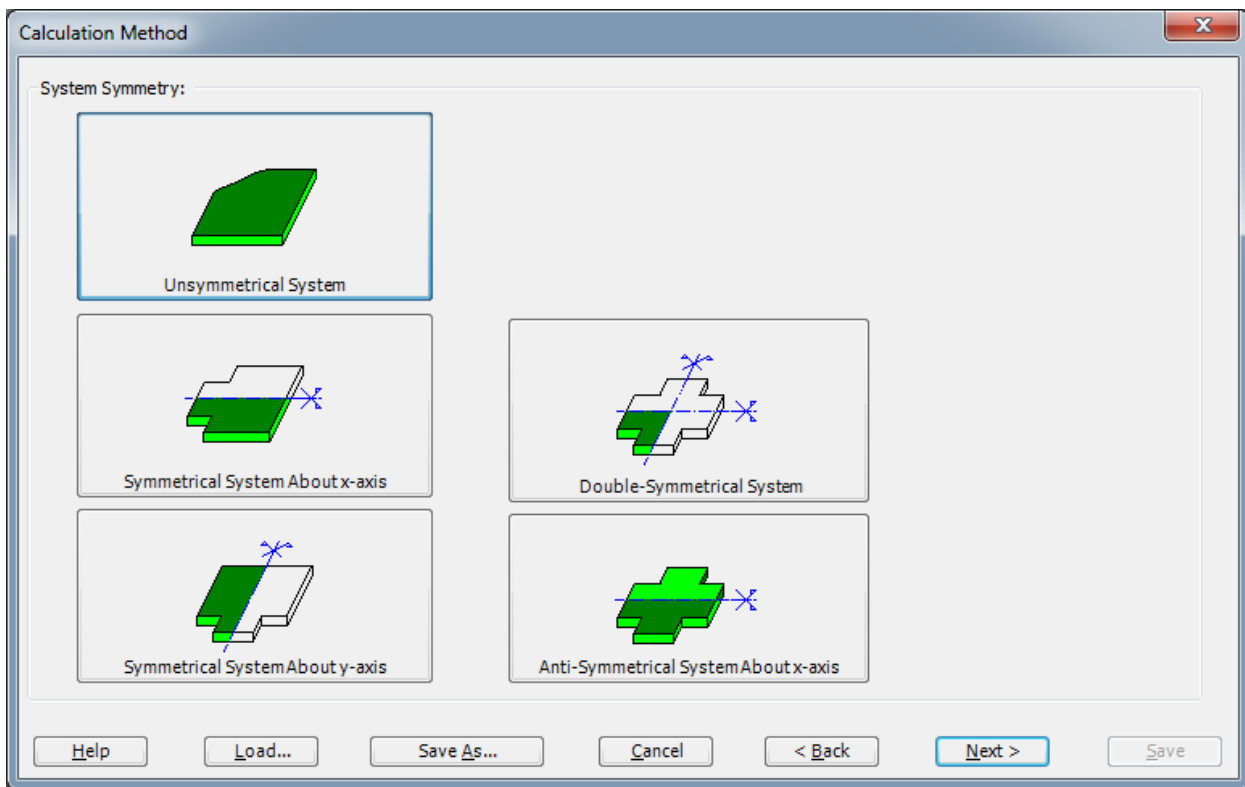 Calculation Method
System Symmetry:
Unsymmetrical System
Symmetrical System About x-axis
Double-Symmetrical System
Symmetrical System About y-axis
Anti-Symmetrical System About x-axis
Help
Load...
Save As...
Cancel
< Back
Next >
Save